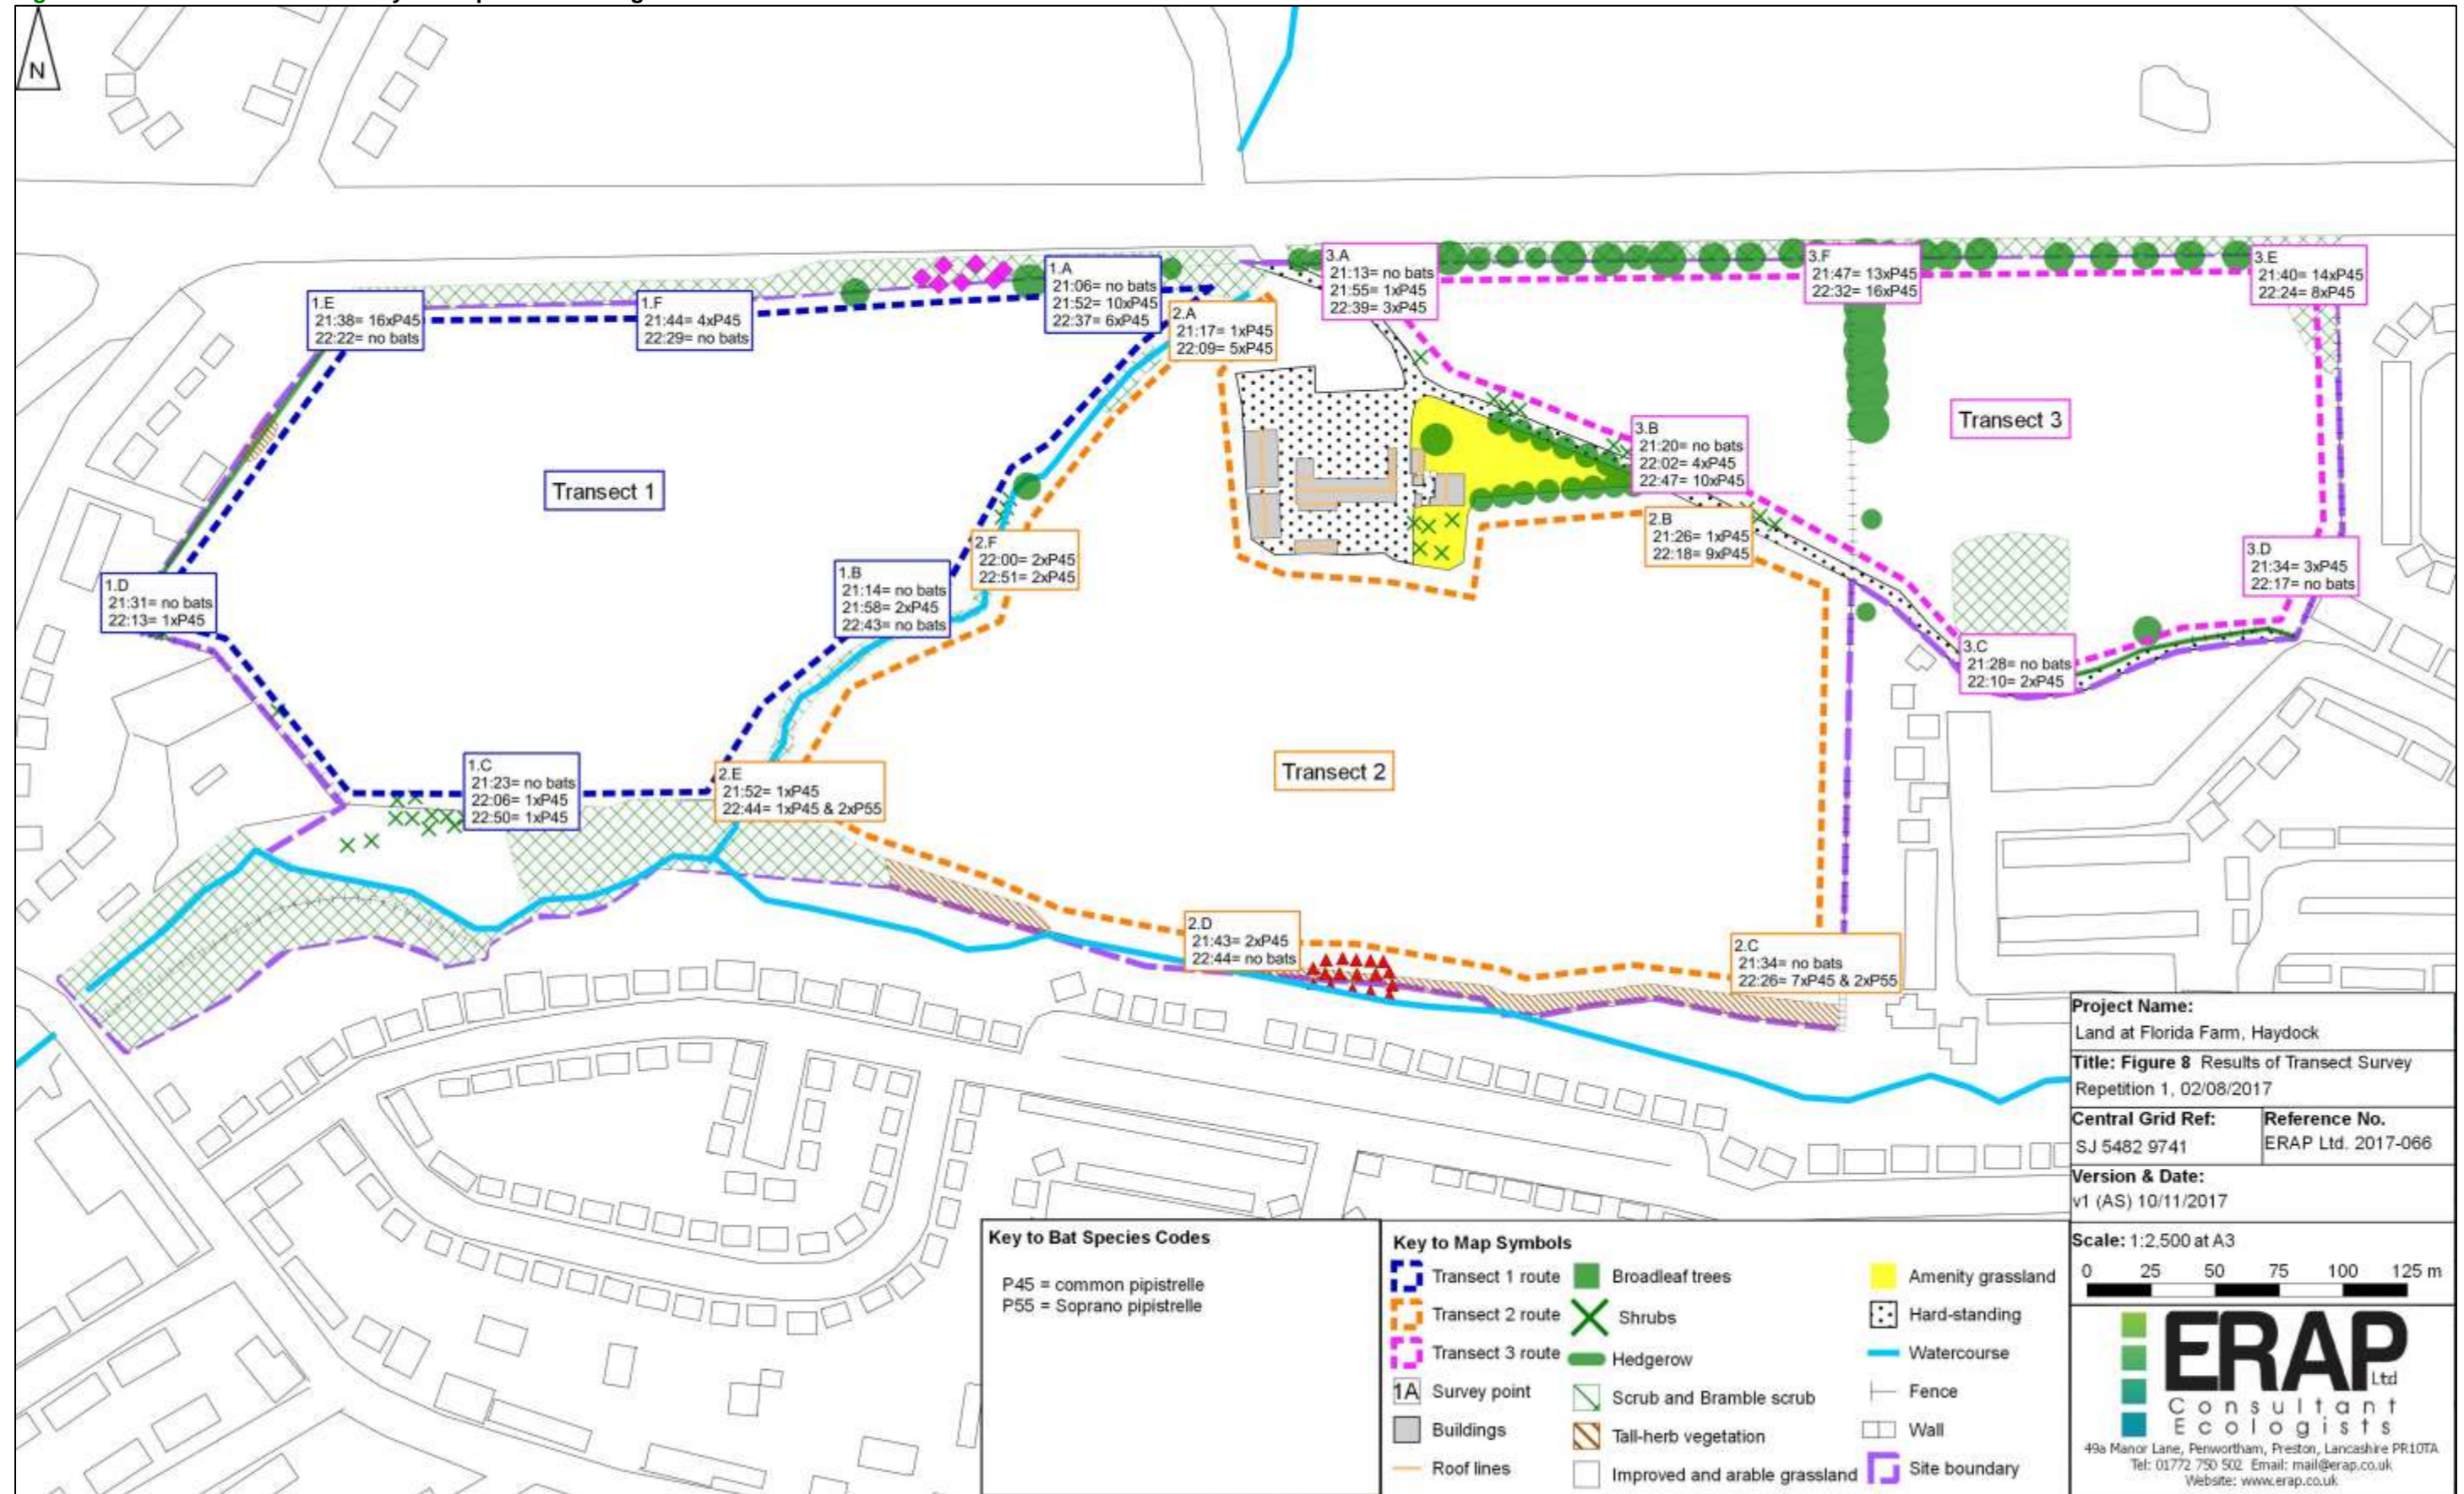 N
1.E
21:38= 16xP45
22:22= no bats
1.F
21:44= 4xP45
22:29= no bats
1.A
21:06= no bats
21:52= 10xP45
22:37= 6xP45
2.A
21:17= 1xP45
22:09= 5xP45
3.A
21:13= no bats
21:55= 1xP45
22:39= 3xP45
3.F
21:47= 13xP45
22:32= 16xP45
3.E
21:40= 14xP45
22:24= 8xP45
Transect 1
Transect 3
3.B
21:20= no bats
22:02= 4xP45
22:47= 10xP45
2.B
21:26= 1xP45
22:18= 9xP45
2.F
22:00= 2xP45
22:51= 2xP45
1.B
21:14= no bats
21:58= 2xP45
22:43= no bats
1.D
21:31= no bats
22:13= 1xP45
3.D
21:34= 3xP45
22:17= no bats
3.C
21:28= no bats
22:10= 2xP45
1.C
21:23= no bats
22:06= 1xP45
22:50= 1xP45
2.E
21:52= 1xP45
22:44= 1xP45 & 2xP55
Transect 2
2.D
21:43= 2xP45
22:44= no bats
2.C
21:34= no bats
22:26= 7xP45 & 2xP55
Key to Bat Species Codes
P45 = common pipistrelle
P55 = Soprano pipistrelle
Key to Map Symbols
Transect 1 route
Transect 2 route
Transect 3 route
1A Survey point
Buildings
Roof lines
Broadleaf trees
Shrubs
Hedgerow
Scrub and Bramble scrub
Tall-herb vegetation
Improved and arable grassland
Amenity grassland
Hard-standing
Watercourse
Fence
Wall
Site boundary
Project Name:
Land at Florida Farm, Haydock
Title: Figure 8 Results of Transect Survey
Repetition 1, 02/08/2017
Central Grid Ref:
SJ 5482 9741
Reference No.
ERAP Ltd. 2017-066
Version & Date:
v1 (AS) 10/11/2017
Scale: 1:2,500 at A3
0 25 50 75 100 125 m
ERAP
Ltd
Consultant
Ecologists
49a Manor Lane, Penwortham, Preston, Lancashire PR10TA
Tel: 01772 750 502 Email: mail@erap.co.uk
Website: www.erap.co.uk